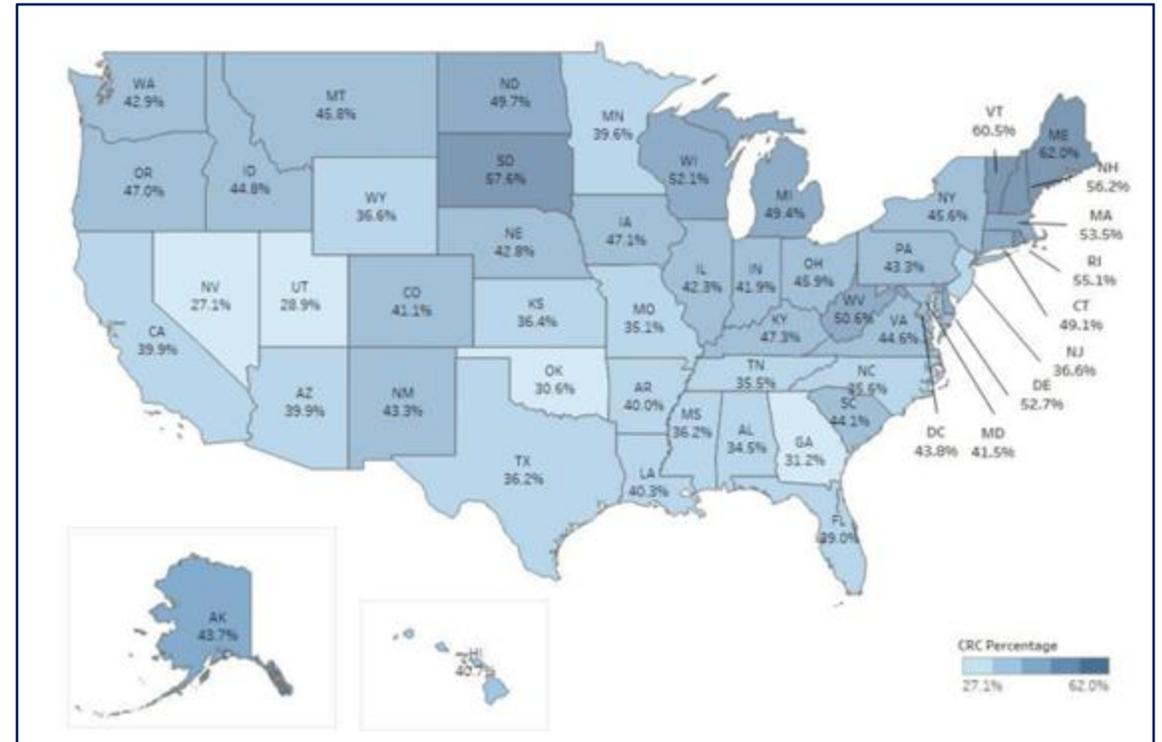 WA
42.9%
MT
45.8%
ND
49.7%
MN
39.6%
VT
60.5%
ME
62.0%
OR
47.0%
ID
44.8%
SD
57.6%
WI
52.1%
NH
56.2%
WY
36.6%
MI
49.4%
NY
45.6%
MA
53.5%
IA
47.1%
NE
42.8%
PA
43.3%
RI
55.1%
NV
27.1%
UT
28.9%
CO
41.1%
IL
42.3%
IN
41.9%
OH
45.9%
CT
49.1%
KS
36.4%
MO
35.1%
WV
50.6%
VA
44.6%
KY
47.3%
CA
39.9%
NJ
36.6%
OK
30.6%
TN
35.5%
NC
35.5%
DE
52.7%
AZ
39.9%
NM
43.3%
AR
40.0%
SC
44.1%
MS
36.2%
AL
34.5%
GA
31.2%
DC
43.8%
MD
41.5%
TX
36.2%
LA
40.3%
FL
39.0%
AK
43.7%
HI
40.7%
CRC Percentage
27.1%
62.0%